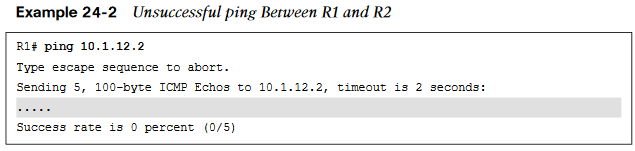 Example 24-2 Unsuccessful ping Between R1 and R2
R1# ping 10.1.12.2
Type escape sequence to abort.
Sending 5, 100-byte ICMP Echos to 10.1.12.2, timeout is 2 seconds:
.....
Success rate is 0 percent (0/5)